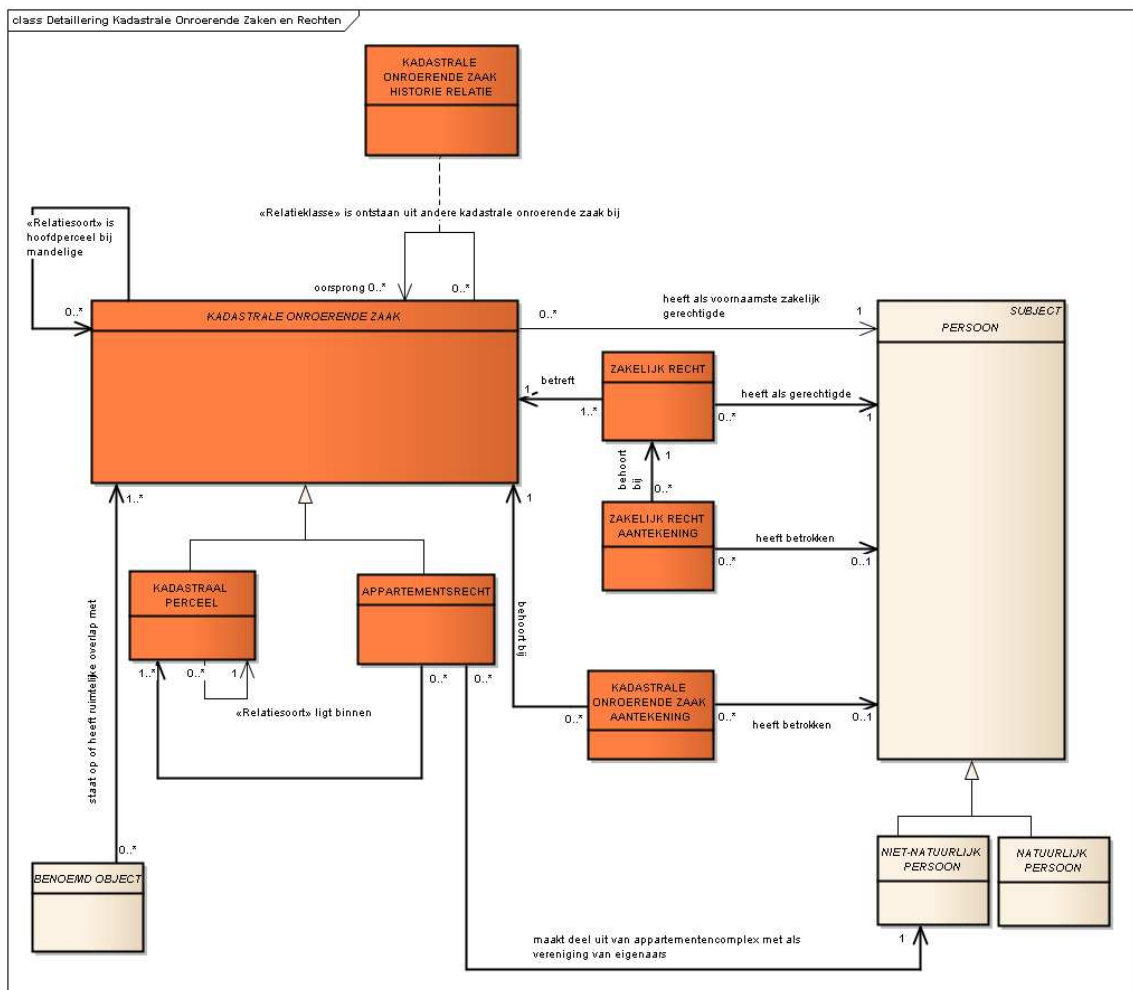 class Detaillering Kadastrale Onroerende Zaken en Rechten
KADASTRALE
ONROERENDE ZAAK
HISTORIE RELATIE
«Relatiesoort» is
hoofdperceel bij
mandelige
0..*
«Relatieklasse» is ontstaan uit andere kadastrale onroerende zaak bij
oorsprong 0..*
0..*
KADASTRALE ONROERENDE ZAAK
0..*
heeft als voornaamste zakelijk
gerechtigde
1
SUBJECT
PERSOON
ZAKELIJK RECHT
betreft
1
1..*
heeft als gerechtigde
0..*
1
behoort
bij
1
0..*
ZAKELIJK RECHT
AANTEKENING
heeft betrokken
0..*
0..1
1..*
1
KADASTRAAL
PERCEEL
APPARTEMENTSRECHT
behoort bij
staat op of heeft ruimtelijke overlap met
1..*
0..*
1
0..*
0..*
«Relatiesoort» ligt binnen
KADASTRALE
ONROERENDE ZAAK
AANTEKENING
0..*
0..*
heeft betrokken
0..1
0..*
BENOEMD OBJECT
NIET-NATUURLIJK
PERSOON
NATUURLIJK
PERSOON
maakt deel uit van appartementencomplex met als
vereniging van eigenaars
1